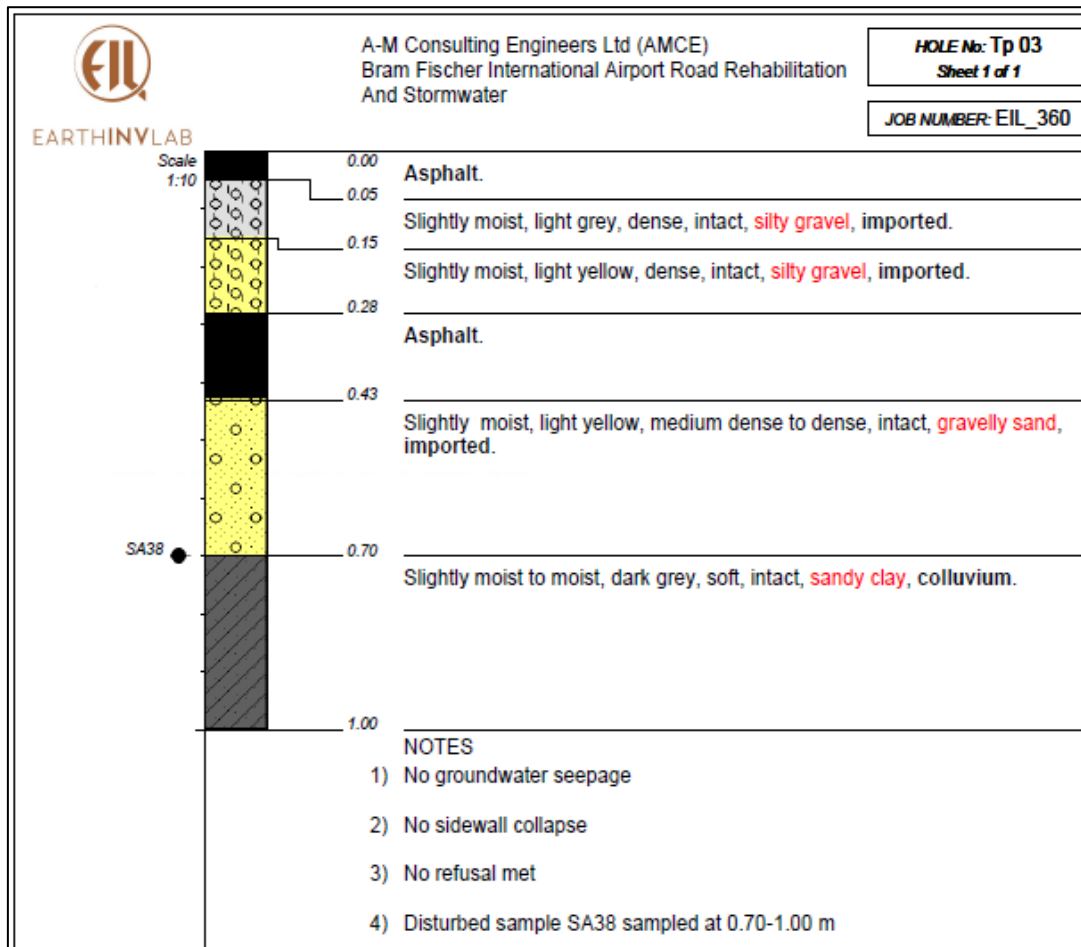 EIL
EARTHINVLAB
A-M Consulting Engineers Ltd (AMCE)
Bram Fischer International Airport Road Rehabilitation
And Stormwater
HOLE No: Tp 03
Sheet 1 of 1
JOB NUMBER: EIL_360
Scale
1:10
0.00
Asphalt.
0.05
Slightly moist, light grey, dense, intact, silty gravel, imported.
0.15
Slightly moist, light yellow, dense, intact, silty gravel, imported.
0.28
Asphalt.
0.43
Slightly moist, light yellow, medium dense to dense, intact, gravelly sand,
imported.
SA38
0.70
Slightly moist to moist, dark grey, soft, intact, sandy clay, colluvium.
1.00
NOTES
1) No groundwater seepage
2) No sidewall collapse
3) No refusal met
4) Disturbed sample SA38 sampled at 0.70-1.00 m